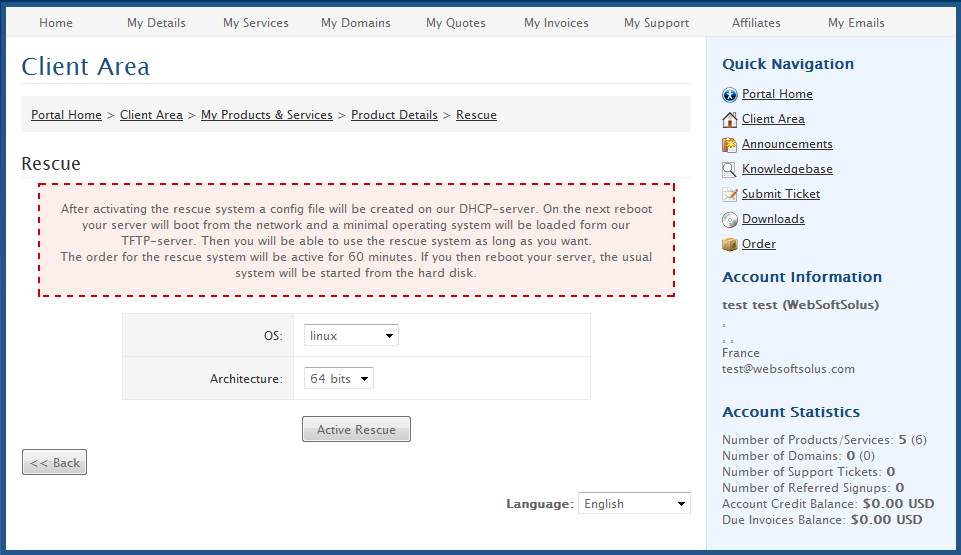 Home My Details My Services My Domains My Quotes My Invoices My Support Affiliates My Emails
Client Area
Portal Home > Client Area > My Products & Services > Product Details > Rescue
Rescue
After activating the rescue system a config file will be created on our DHCP-server. On the next reboot
your server will boot from the network and a minimal operating system will be loaded form our
TFTP-server. Then you will be able to use the rescue system as long as you want.
The order for the rescue system will be active for 60 minutes. If you then reboot your server, the usual
system will be started from the hard disk.
OS: linux
Architecture: 64 bits
Active Rescue
<< Back
Language: English
Quick Navigation
Portal Home
Client Area
Announcements
Knowledgebase
Submit Ticket
Downloads
Order
Account Information
test test (WebSoftSolus)
,
, ,
France
test@websoftsolus.com
Account Statistics
Number of Products/Services: 5 (6)
Number of Domains: 0 (0)
Number of Support Tickets: 0
Number of Referred Signups: 0
Account Credit Balance: $0.00 USD
Due Invoices Balance: $0.00 USD